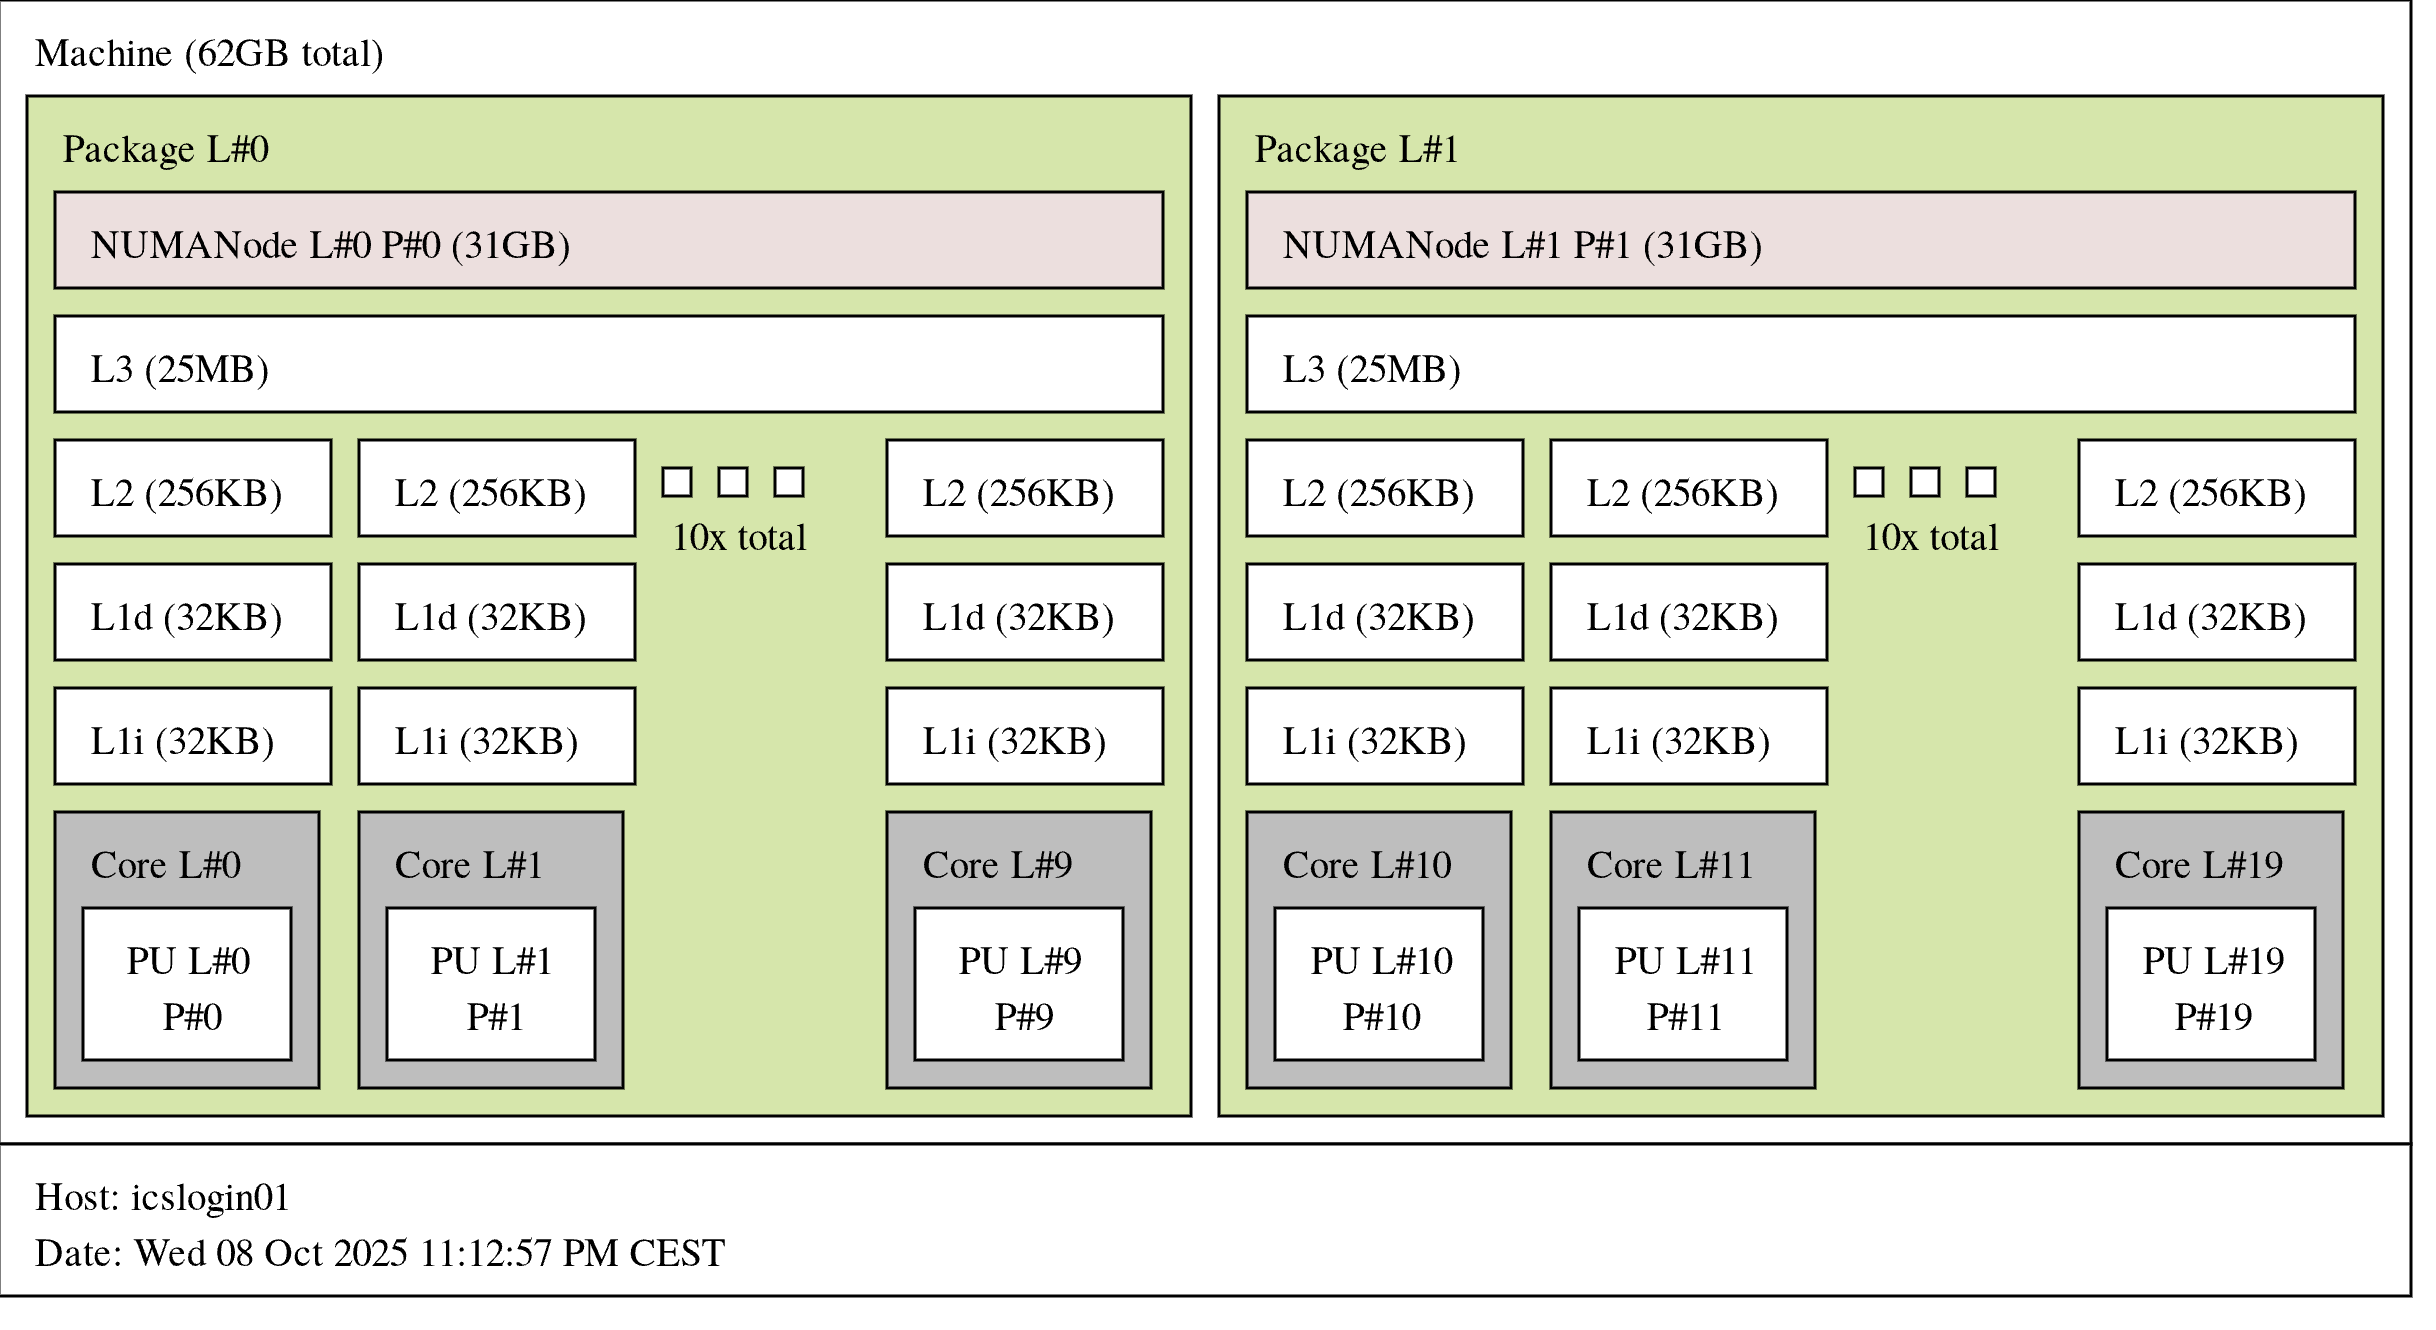 Machine (62GB total)
Package L#0
NUMANode L#0 P#0 (31GB)
L3 (25MB)
L2 (256KB) L2 (256KB) L2 (256KB)
10x total
L1d (32KB) L1d (32KB) L1d (32KB)
L1i (32KB) L1i (32KB) L1i (32KB)
Core L#0 Core L#1 Core L#9
PU L#0 PU L#1 PU L#9
P#0 P#1 P#9
Package L#1
NUMANode L#1 P#1 (31GB)
L3 (25MB)
L2 (256KB) L2 (256KB) L2 (256KB)
10x total
L1d (32KB) L1d (32KB) L1d (32KB)
L1i (32KB) L1i (32KB) L1i (32KB)
Core L#10 Core L#11 Core L#19
PU L#10 PU L#11 PU L#19
P#10 P#11 P#19
Host: icslogin01
Date: Wed 08 Oct 2025 11:12:57 PM CEST